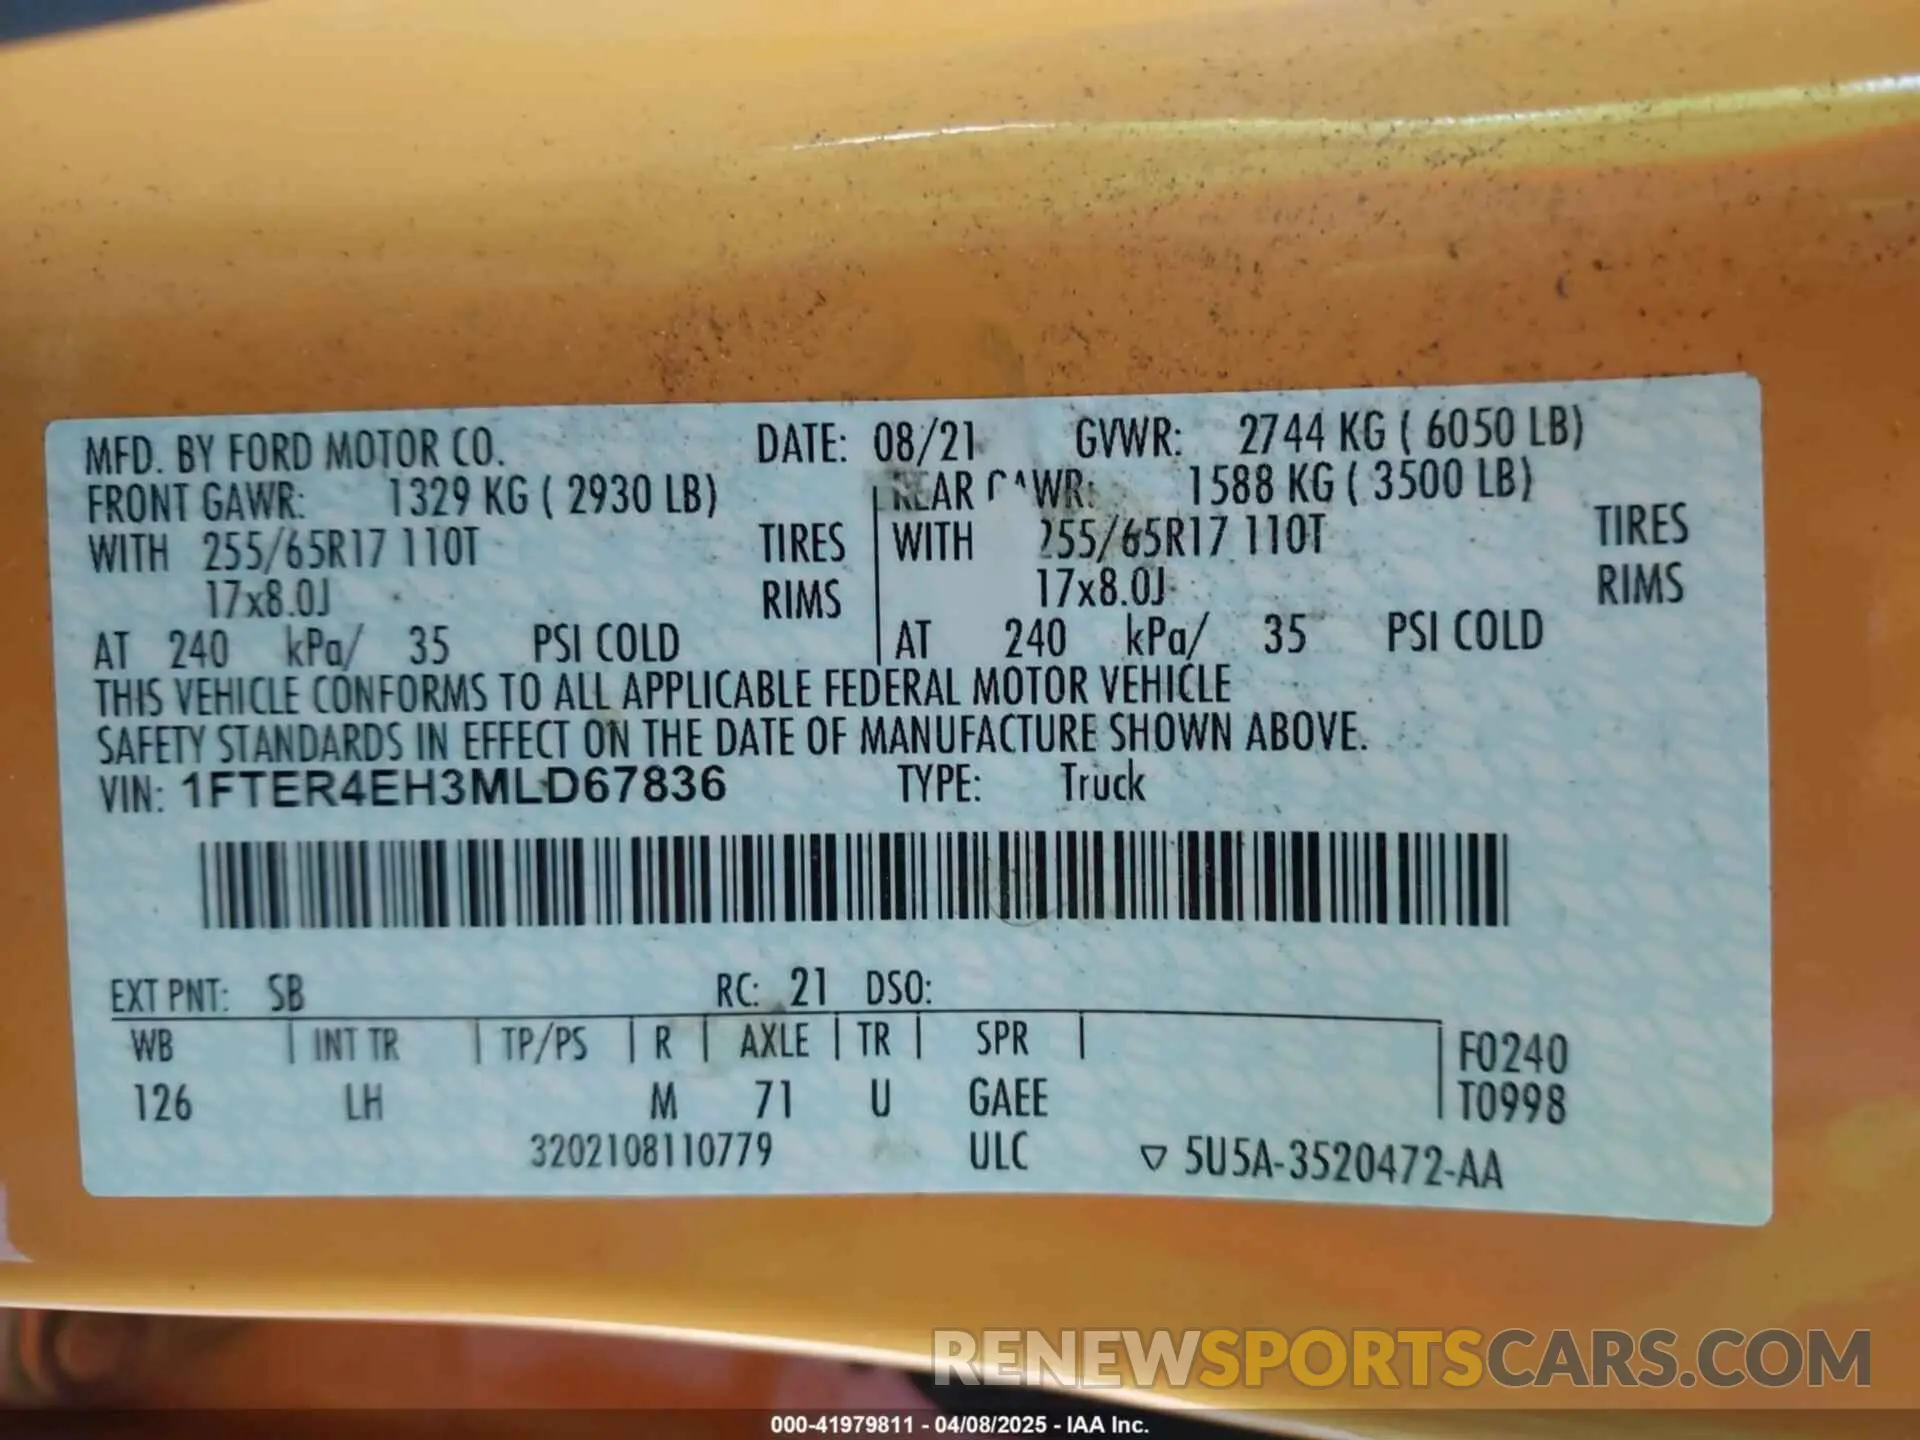 MFD. BY FORD MOTOR CO. DATE: 08/21 GVWR: 2744 KG ( 6050 LB)
FRONT GAWR: 1329 KG ( 2930 LB) REAR GAWR: 1588 KG ( 3500 LB)
WITH 255/65R17 110T TIRES WITH 255/65R17 110T TIRES
17x8.0J RIMS 17x8.0J RIMS
AT 240 kPa/ 35 PSI COLD AT 240 kPa/ 35 PSI COLD
THIS VEHICLE CONFORMS TO ALL APPLICABLE FEDERAL MOTOR VEHICLE
SAFETY STANDARDS IN EFFECT ON THE DATE OF MANUFACTURE SHOWN ABOVE.
VIN: 1FTER4EH3MLD67836 TYPE: Truck
EXT PNT: SB RC: 21 DSO:
WB INT TR TP/PS R AXLE TR SPR F0240
126 LH M 71 U GAEE T0998
3202108110779 ULC ▽ 5U5A-3520472-AA
RENEWSPORTSCARS.COM
000-41979811 - 04/08/2025 - IAA Inc.